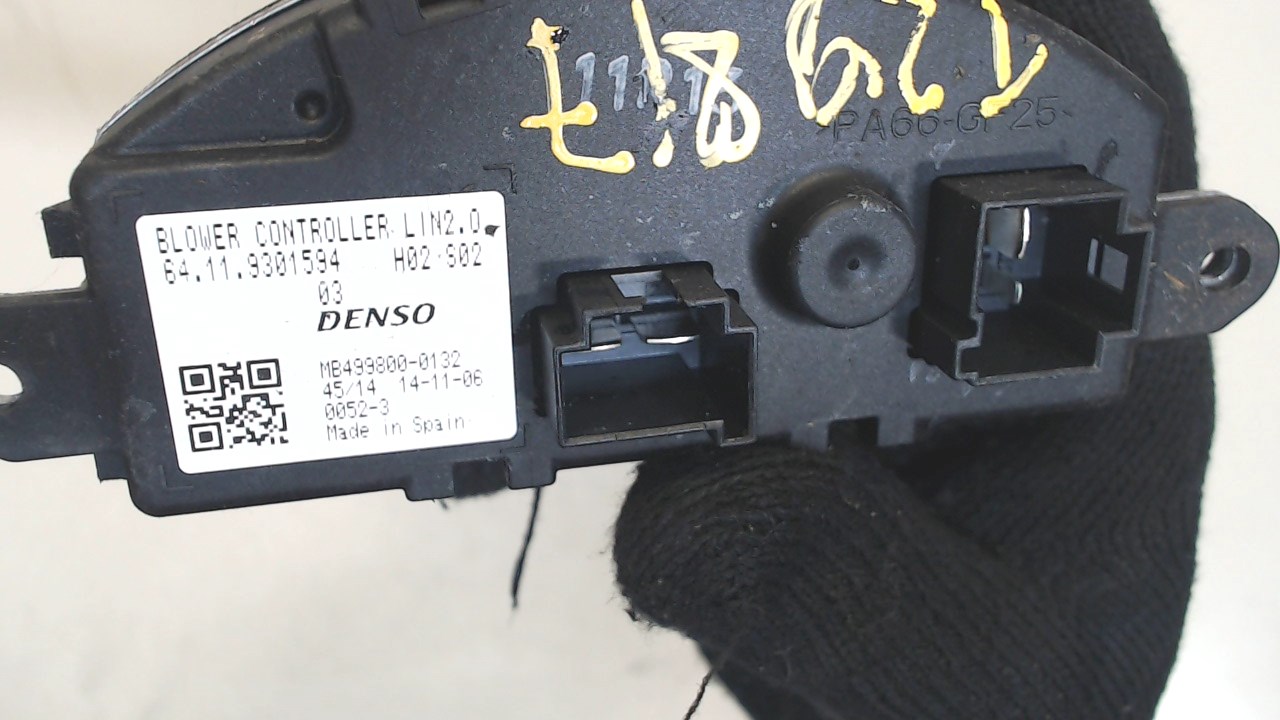 >PA66-GF25<
BLOWER CONTROLLER LIN2.0
64.11.9301594 H02 S02
03
DENSO
MB499800-0132
45/14 14-11-06
0052-3
Made in Spain